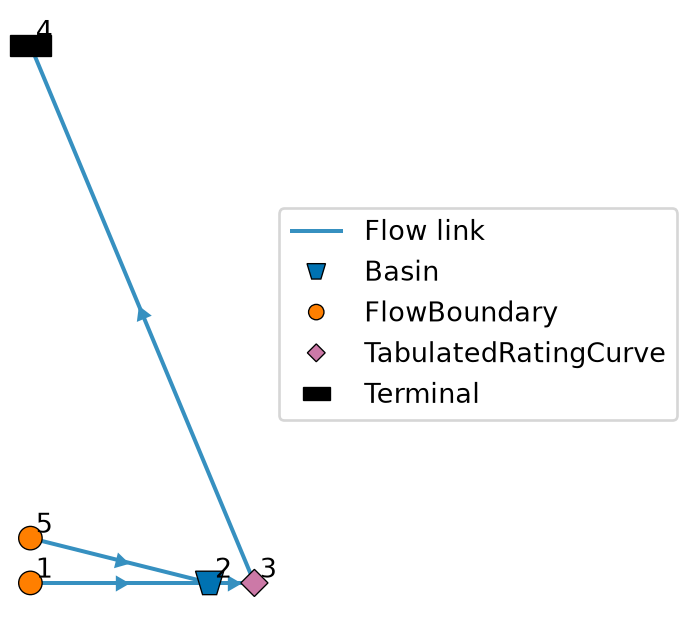 4
Flow link
Basin
FlowBoundary
TabulatedRatingCurve
Terminal
5
1
2
3